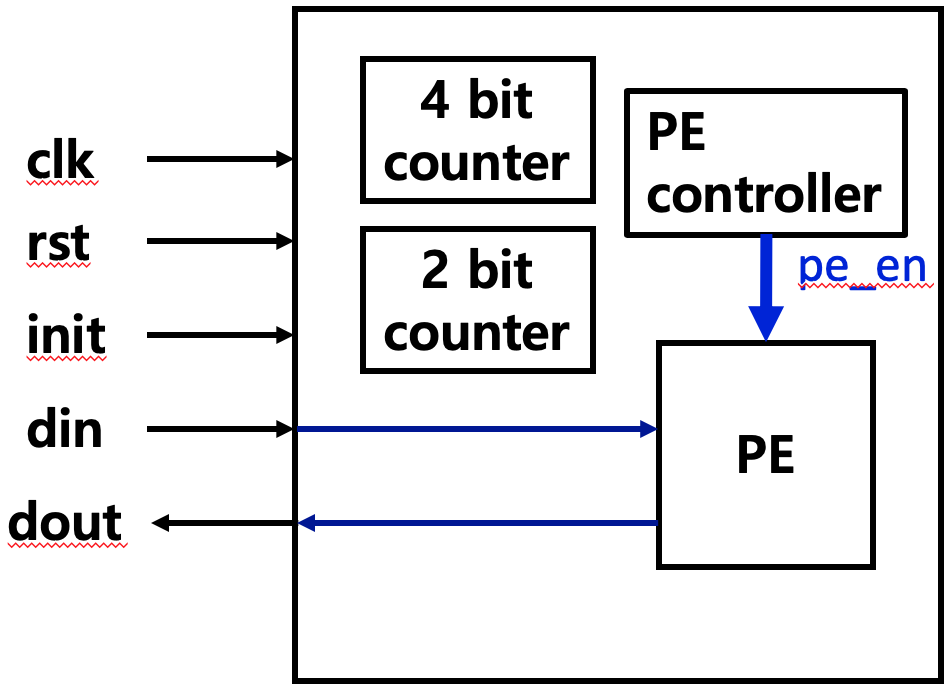 clk
rst
init
din
dout
4 bit
counter
2 bit
counter
PE
controller
pe_en
PE